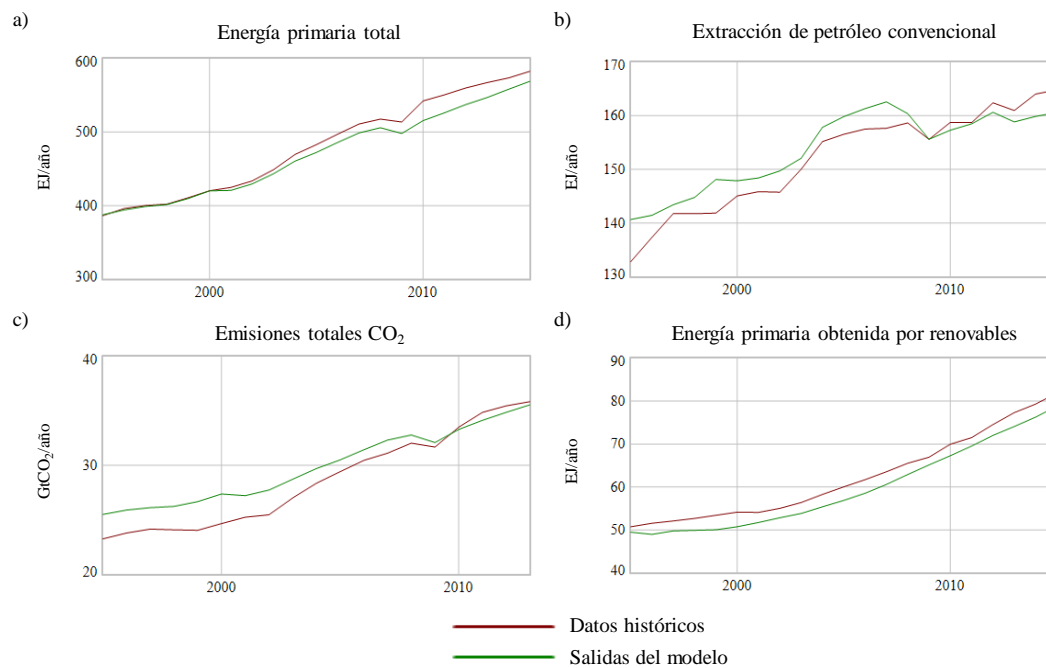 a)
Energía primaria total
600
500
400
300
EJ/año
2000
2010
b)
Extracción de petróleo convencional
170
160
150
140
130
EJ/año
2000
2010
c)
Emisiones totales CO₂
40
30
20
GtCO₂/año
2000
2010
d)
Energía primaria obtenida por renovables
90
80
70
60
50
40
EJ/año
2000
2010
Datos históricos
Salidas del modelo